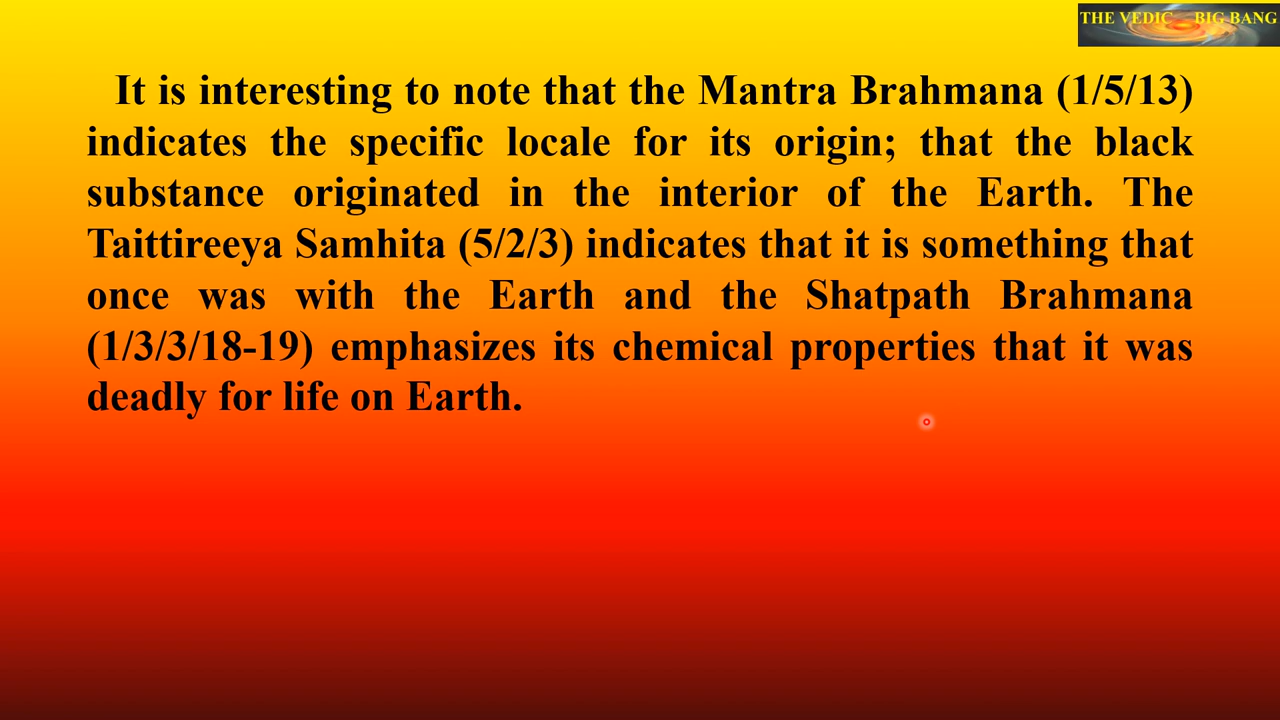 THE VEDIC BIG BANG
It is interesting to note that the Mantra Brahmana (1/5/13)
indicates the specific locale for its origin; that the black
substance originated in the interior of the Earth. The
Taittireeya Samhita (5/2/3) indicates that it is something that
once was with the Earth and the Shatpath Brahmana
(1/3/3/18-19) emphasizes its chemical properties that it was
deadly for life on Earth.